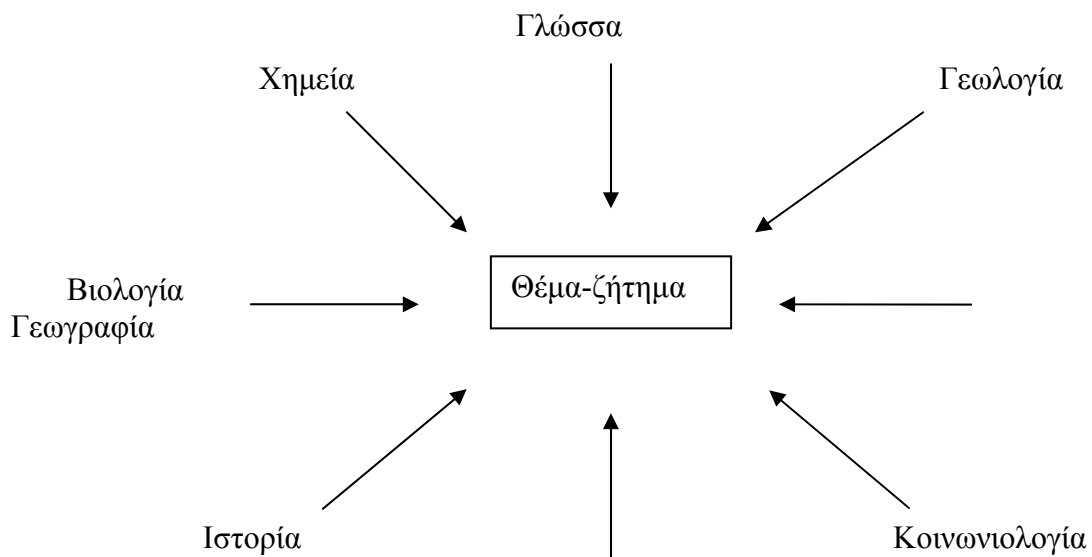 Γλώσσα
Χημεία
Γεωλογία
Θέμα-ζήτημα
Βιολογία
Γεωγραφία
Ιστορία
Κοινωνιολογία